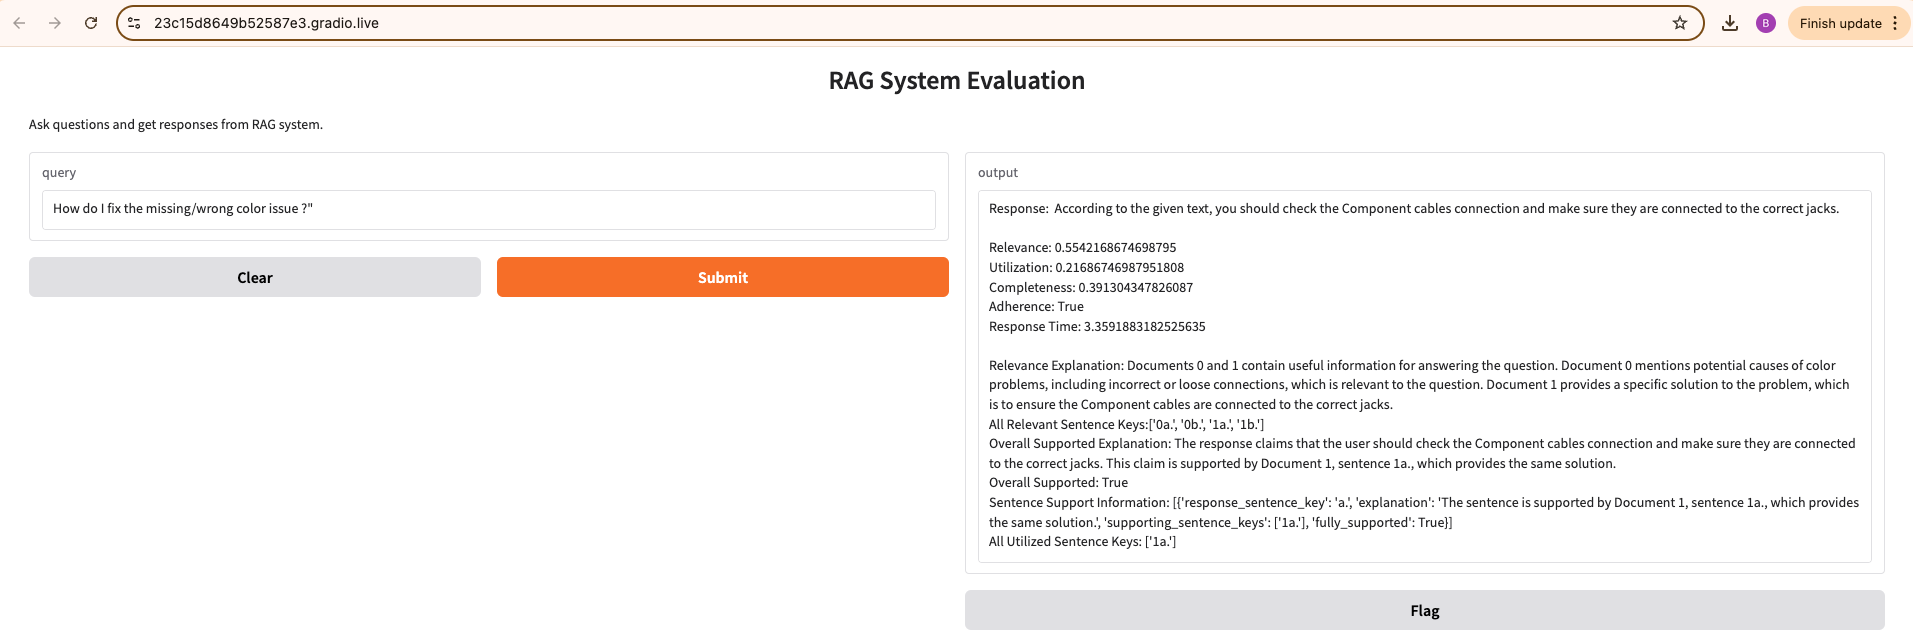 23c15d8649b52587e3.gradio.live
B
Finish update
RAG System Evaluation
Ask questions and get responses from RAG system.
query
How do I fix the missing/wrong color issue ?"
Clear
Submit
output
Response:  According to the given text, you should check the Component cables connection and make sure they are connected to the correct jacks.
Relevance: 0.5542168674698795
Utilization: 0.21686746987951808
Completeness: 0.391304347826087
Adherence: True
Response Time: 3.3591883182525635
Relevance Explanation: Documents 0 and 1 contain useful information for answering the question. Document 0 mentions potential causes of color
problems, including incorrect or loose connections, which is relevant to the question. Document 1 provides a specific solution to the problem, which
is to ensure the Component cables are connected to the correct jacks.
All Relevant Sentence Keys:['0a.', '0b.', '1a.', '1b.']
Overall Supported Explanation: The response claims that the user should check the Component cables connection and make sure they are connected
to the correct jacks. This claim is supported by Document 1, sentence 1a., which provides the same solution.
Overall Supported: True
Sentence Support Information: [{'response_sentence_key': 'a.', 'explanation': 'The sentence is supported by Document 1, sentence 1a., which provides
the same solution.', 'supporting_sentence_keys': ['1a.'], 'fully_supported': True}]
All Utilized Sentence Keys: ['1a.']
Flag